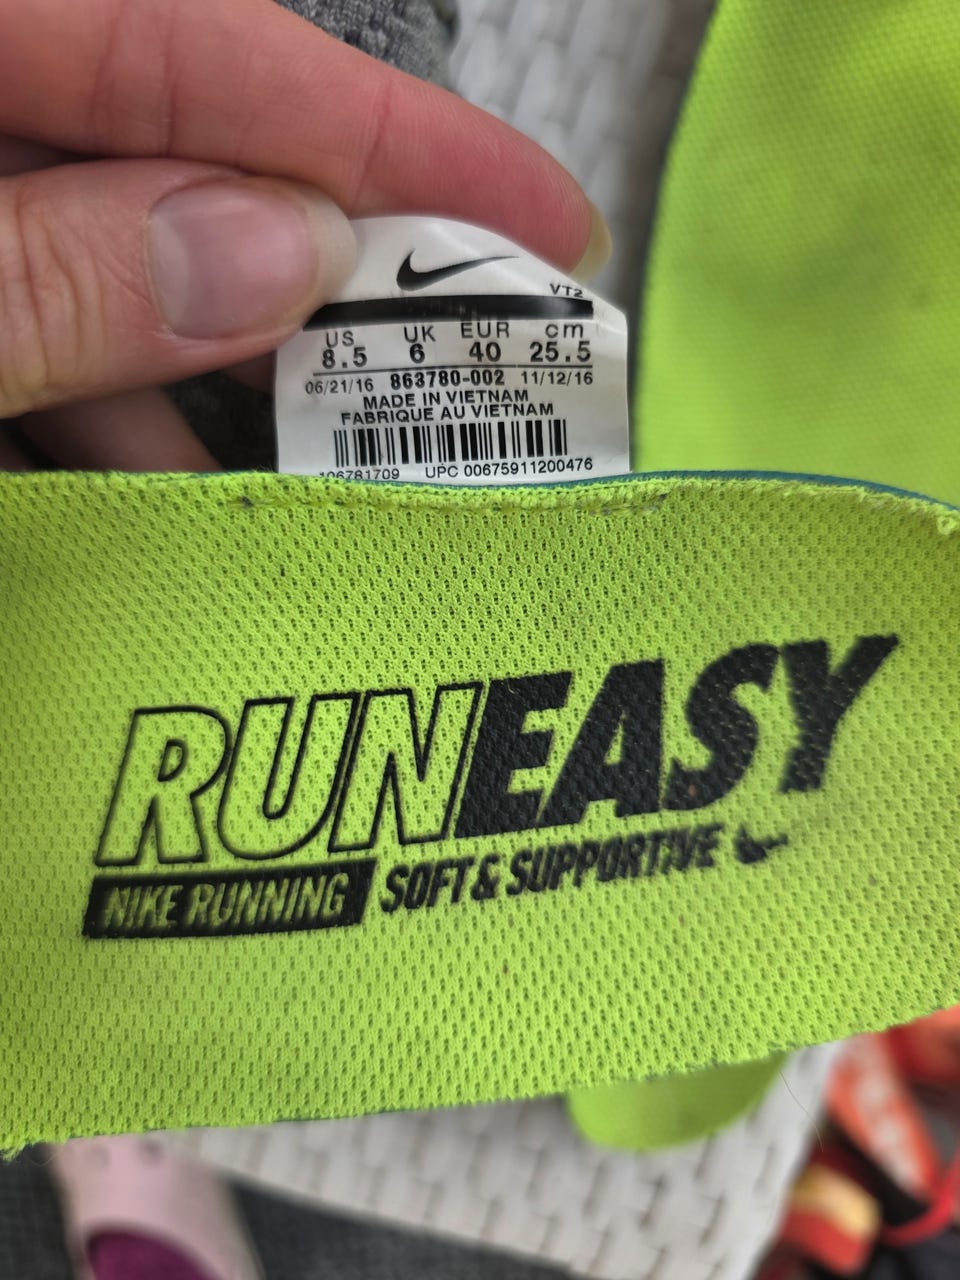 VT2
US UK EUR cm
8.5 6 40 25.5
06/21/16 863780-002 11/12/16
MADE IN VIETNAM
FABRIQUE AU VIETNAM
UPC 00675911200476
RUNEASY
NIKE RUNNING SOFT & SUPPORTIVE